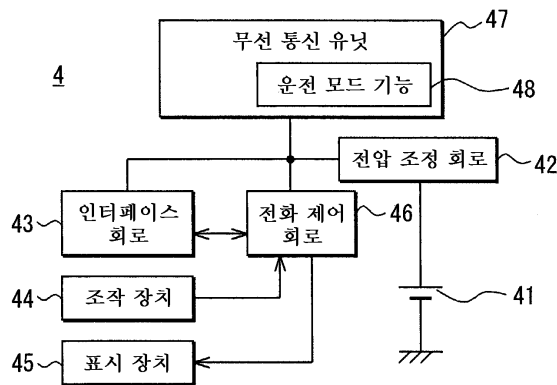 4
무선 통신 유닛
47
운전 모드 기능
48
전압 조정 회로
42
43
인터페이스
회로
전화 제어
회로
46
44
조작 장치
41
45
표시 장치